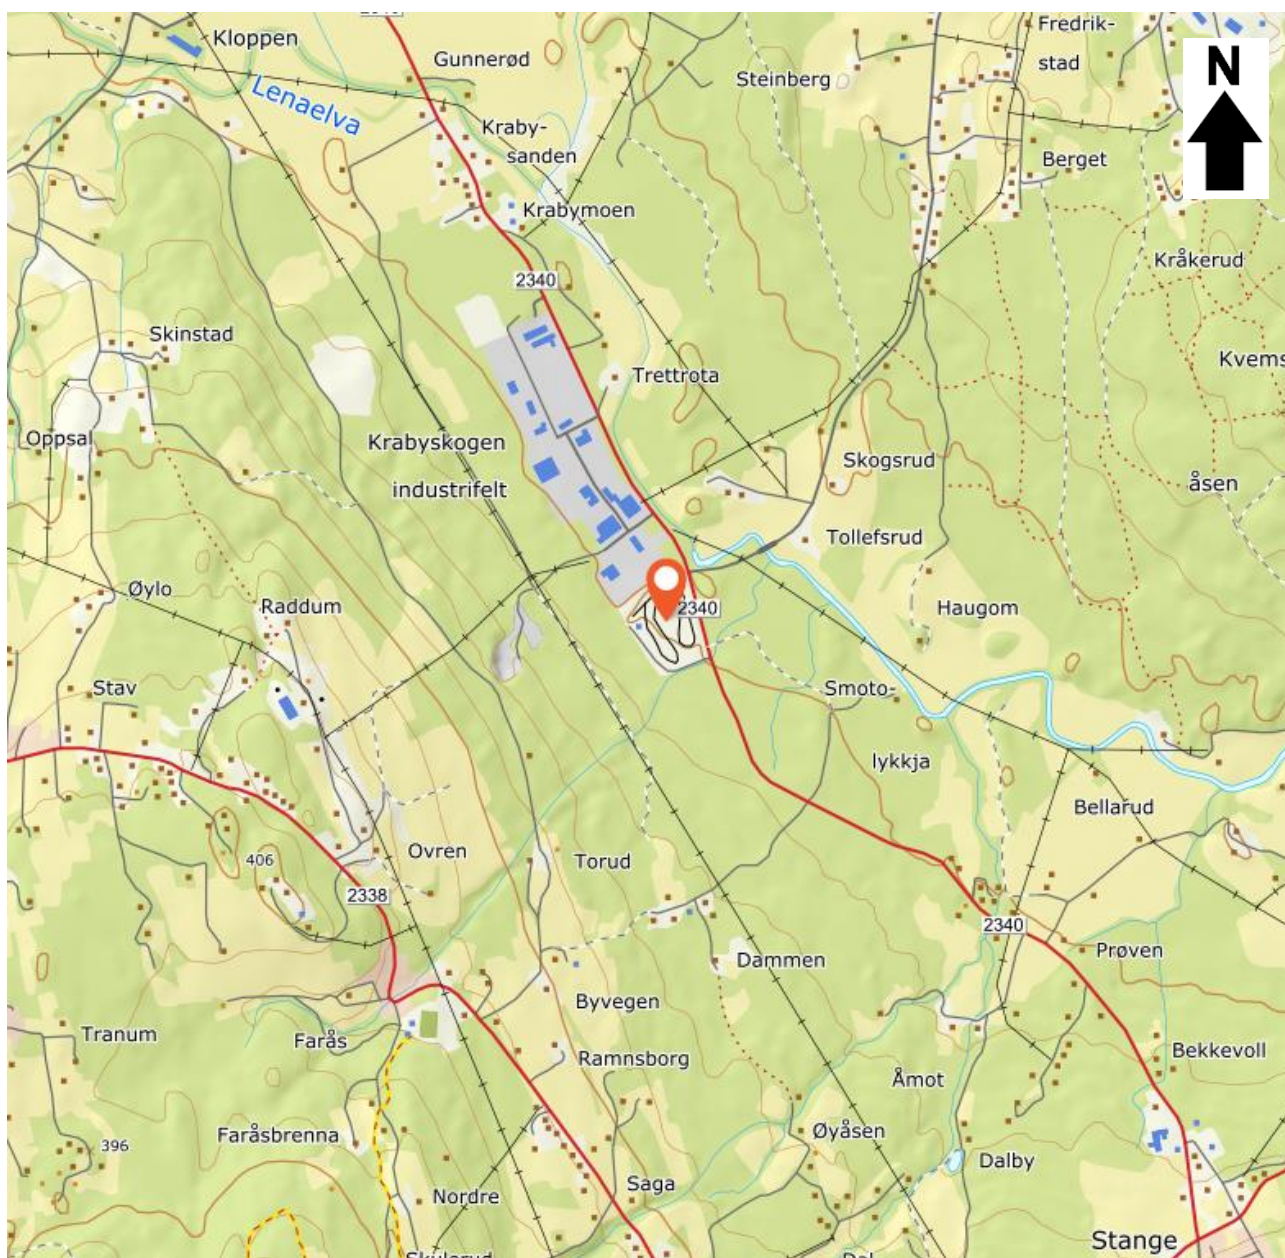 Kloppen
Gunnerød
Fredrik-
stad
Steinberg
N
Lenaelva
Kraby-
sanden
Berget
Krabymoen
Kråkerud
2340
Skinstad
Kvems
Trettrota
Oppsal
Krabyskogen
industrifelt
Skogsrud
åsen
Tollefsrud
Øylo
Raddum
2340
Haugom
Stav
Smoto-
lykkja
Bellarud
406
Ovren
Torud
2338
2340
Prøven
Dammen
Byvegen
Tranum
Farås
Ramnsborg
Bekkevoll
Åmot
Faråsbrenna
396
Øyåsen
Dalby
Saga
Nordre
Stange